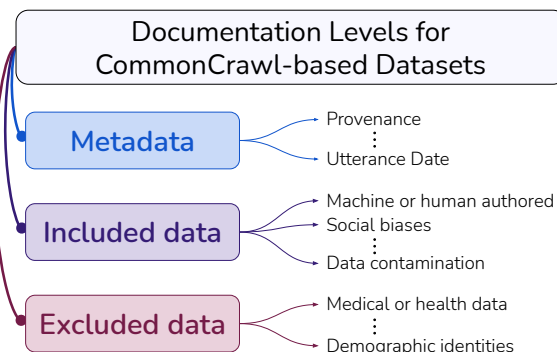 Documentation Levels for
CommonCrawl-based Datasets
Metadata
Provenance
Utterance Date
Included data
Machine or human authored
Social biases
Data contamination
Excluded data
Medical or health data
Demographic identities